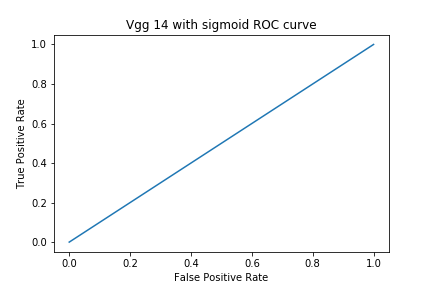 Vgg 14 with sigmoid ROC curve
1.0
0.8
0.6
0.4
0.2
0.0
True Positive Rate
0.0 0.2 0.4 0.6 0.8 1.0
False Positive Rate